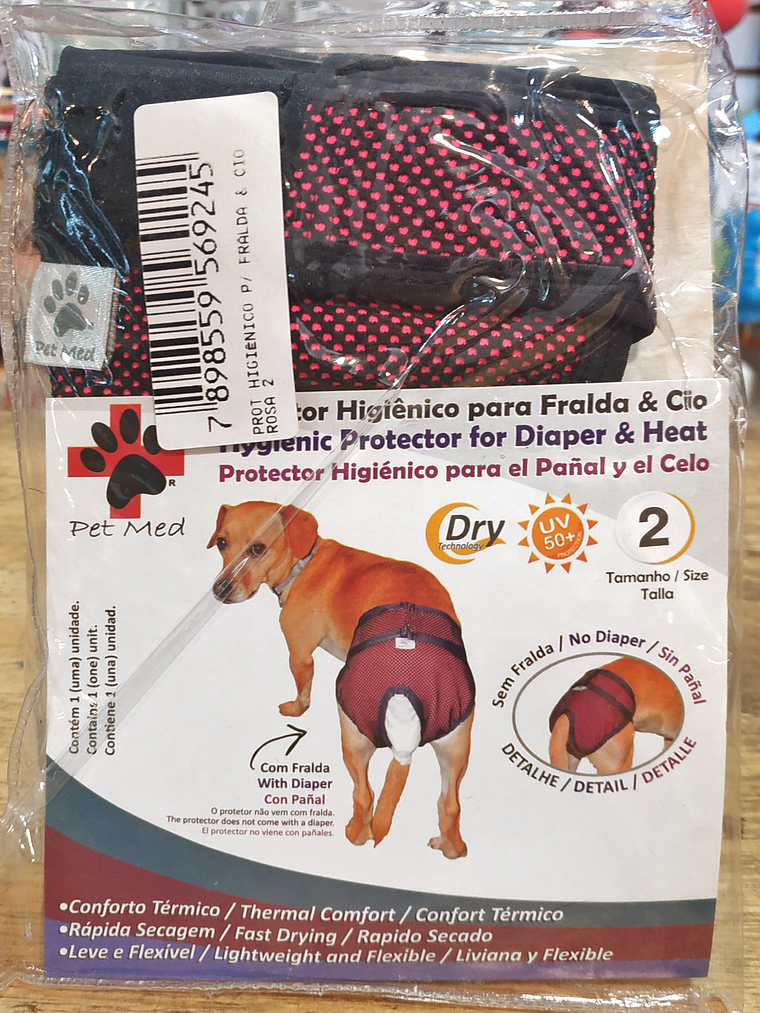 7 898559 569245
PROT HIGIENICO P/ FRALDA & CIO
ROSA 2
Pet Med
tor Higiênico para Fralda & Cio
Hygienic Protector for Diaper & Heat
Protector Higiénico para el Pañal y el Celo
R
Pet Med
Dry
Technology
UV
50+
2
Tamanho / Size
Talla
Contém 1 (uma) unidade.
Contains 1 (one) unit.
Contiene 1 (una) unidad.
Sem Fralda / No Diaper / Sin Pañal
DETALHE / DETAIL / DETALLE
Com Fralda
With Diaper
Con Pañal
O protetor não vem com fralda.
The protector does not come with a diaper.
El protector no viene con pañales.
•Conforto Térmico / Thermal Comfort / Confort Térmico
•Rápida Secagem / Fast Drying / Rapido Secado
•Leve e Flexível / Lightweight and Flexible / Liviana y Flexible